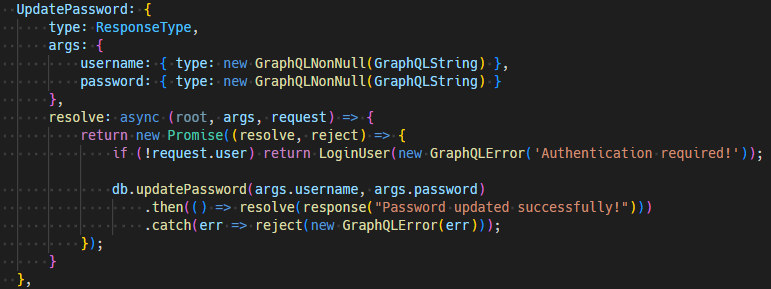 UpdatePassword: {
type: ResponseType,
args: {
username: { type: new GraphQLNonNull(GraphQLString) },
password: { type: new GraphQLNonNull(GraphQLString) }
},
resolve: async (root, args, request) => {
return new Promise((resolve, reject) => {
if (!request.user) return LoginUser(new GraphQLError('Authentication required!'));
db.updatePassword(args.username, args.password)
.then(() => resolve(response("Password updated successfully!")))
.catch(err => reject(new GraphQLError(err)));
});
}
},